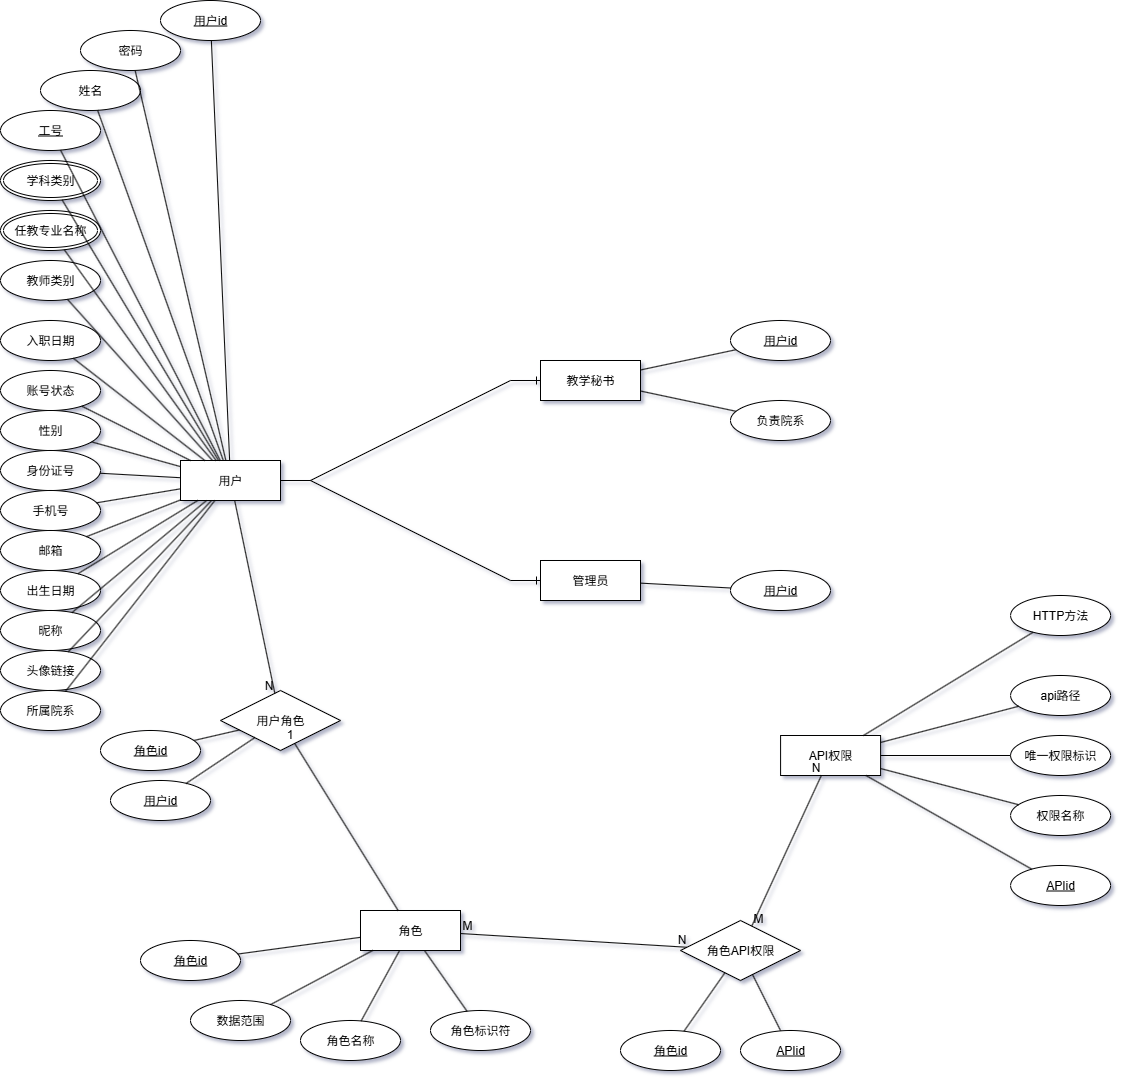 用户id
密码
姓名
工号
学科类别
任教专业名称
教师类别
入职日期
账号状态
性别
身份证号
手机号
邮箱
出生日期
昵称
头像链接
所属院系
用户
教学秘书
用户id
负责院系
管理员
用户id
N
用户角色
1
角色id
用户id
HTTP方法
api路径
唯一权限标识
权限名称
APIid
API权限
N
M
角色
M
N
角色API权限
角色id
数据范围
角色名称
角色标识符
角色id
APIid